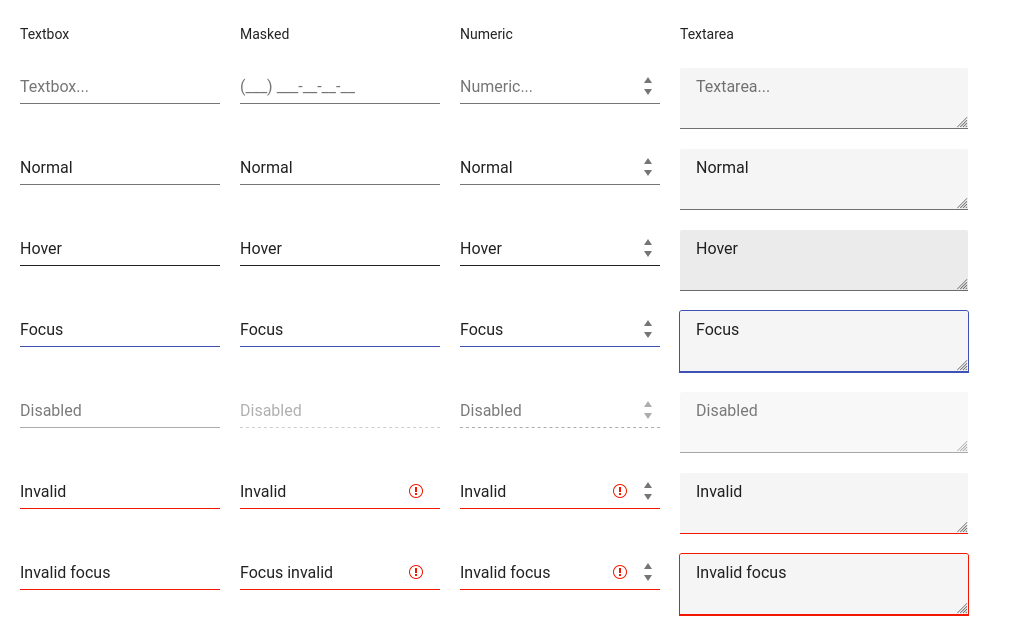 Textbox Masked Numeric Textarea
Textbox... (___) ___-__-__-__ Numeric... Textarea...
Normal Normal Normal Normal
Hover Hover Hover Hover
Focus Focus Focus Focus
Disabled Disabled Disabled Disabled
Invalid Invalid Invalid Invalid
Invalid focus Focus invalid Invalid focus Invalid focus